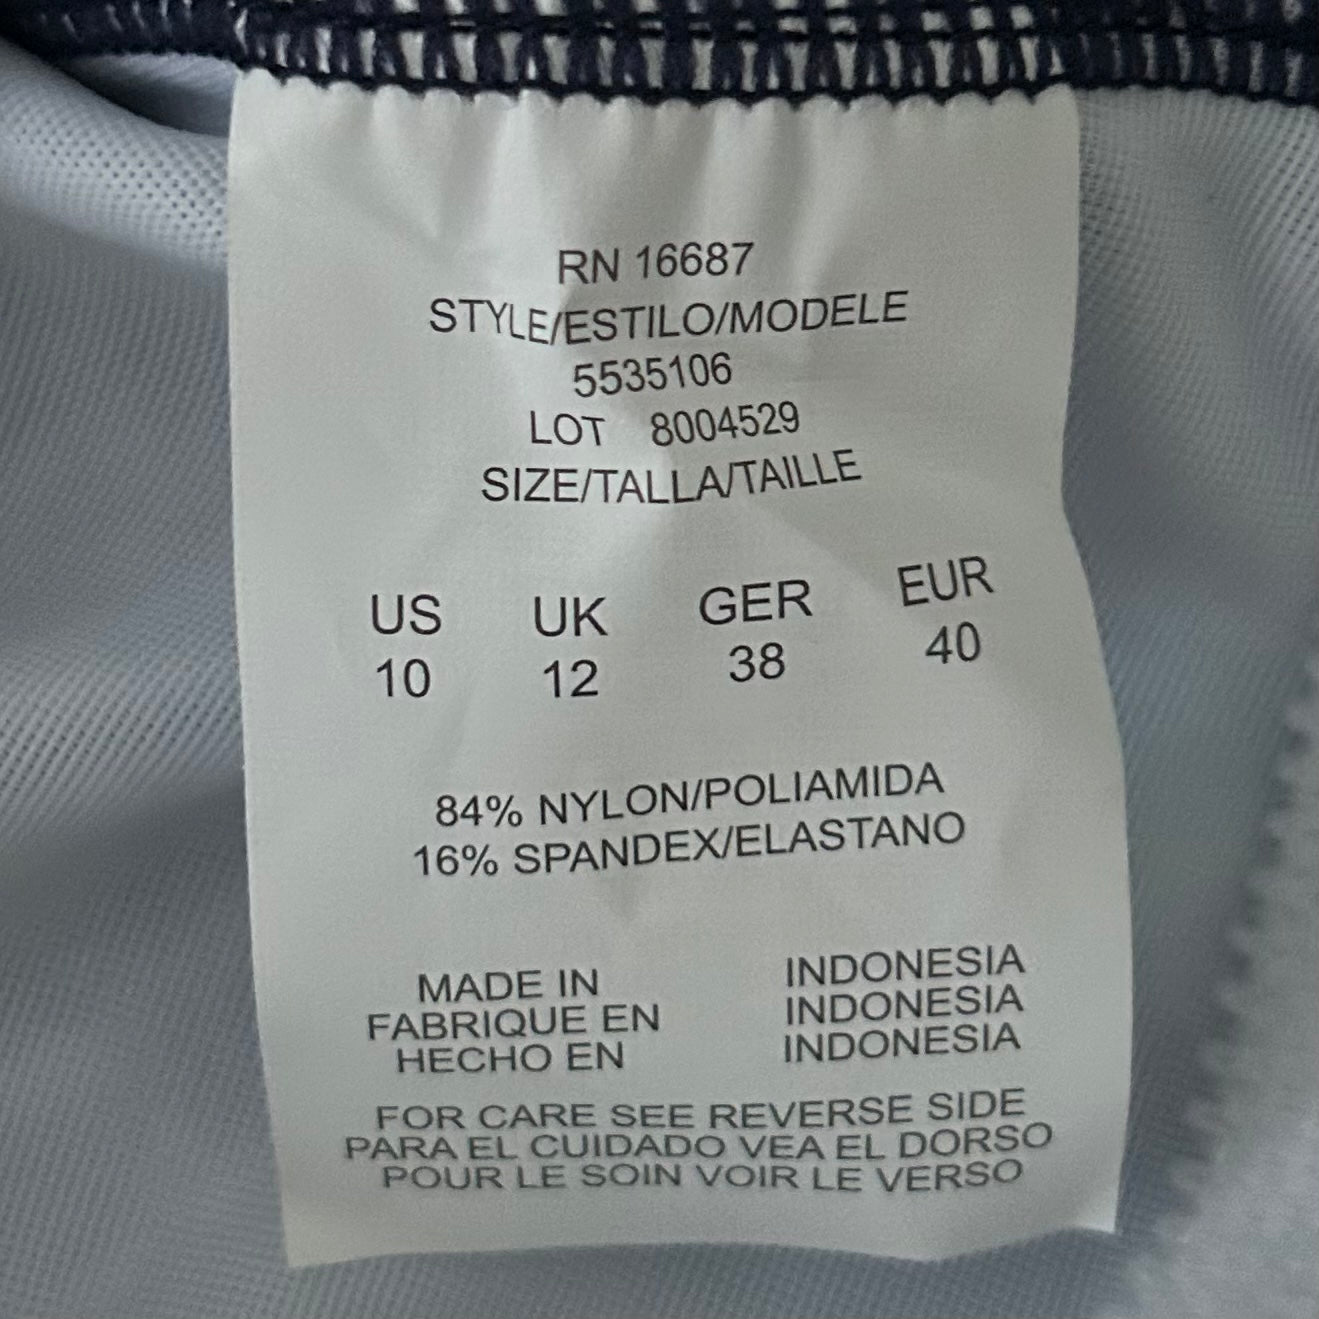 RN 16687
STYLE/ESTILO/MODELE
5535106
LOT 8004529
SIZE/TALLA/TAILLE
US UK GER EUR
10 12 38 40
84% NYLON/POLIAMIDA
16% SPANDEX/ELASTANO
MADE IN INDONESIA
FABRIQUE EN INDONESIA
HECHO EN INDONESIA
FOR CARE SEE REVERSE SIDE
PARA EL CUIDADO VEA EL DORSO
POUR LE SOIN VOIR LE VERSO